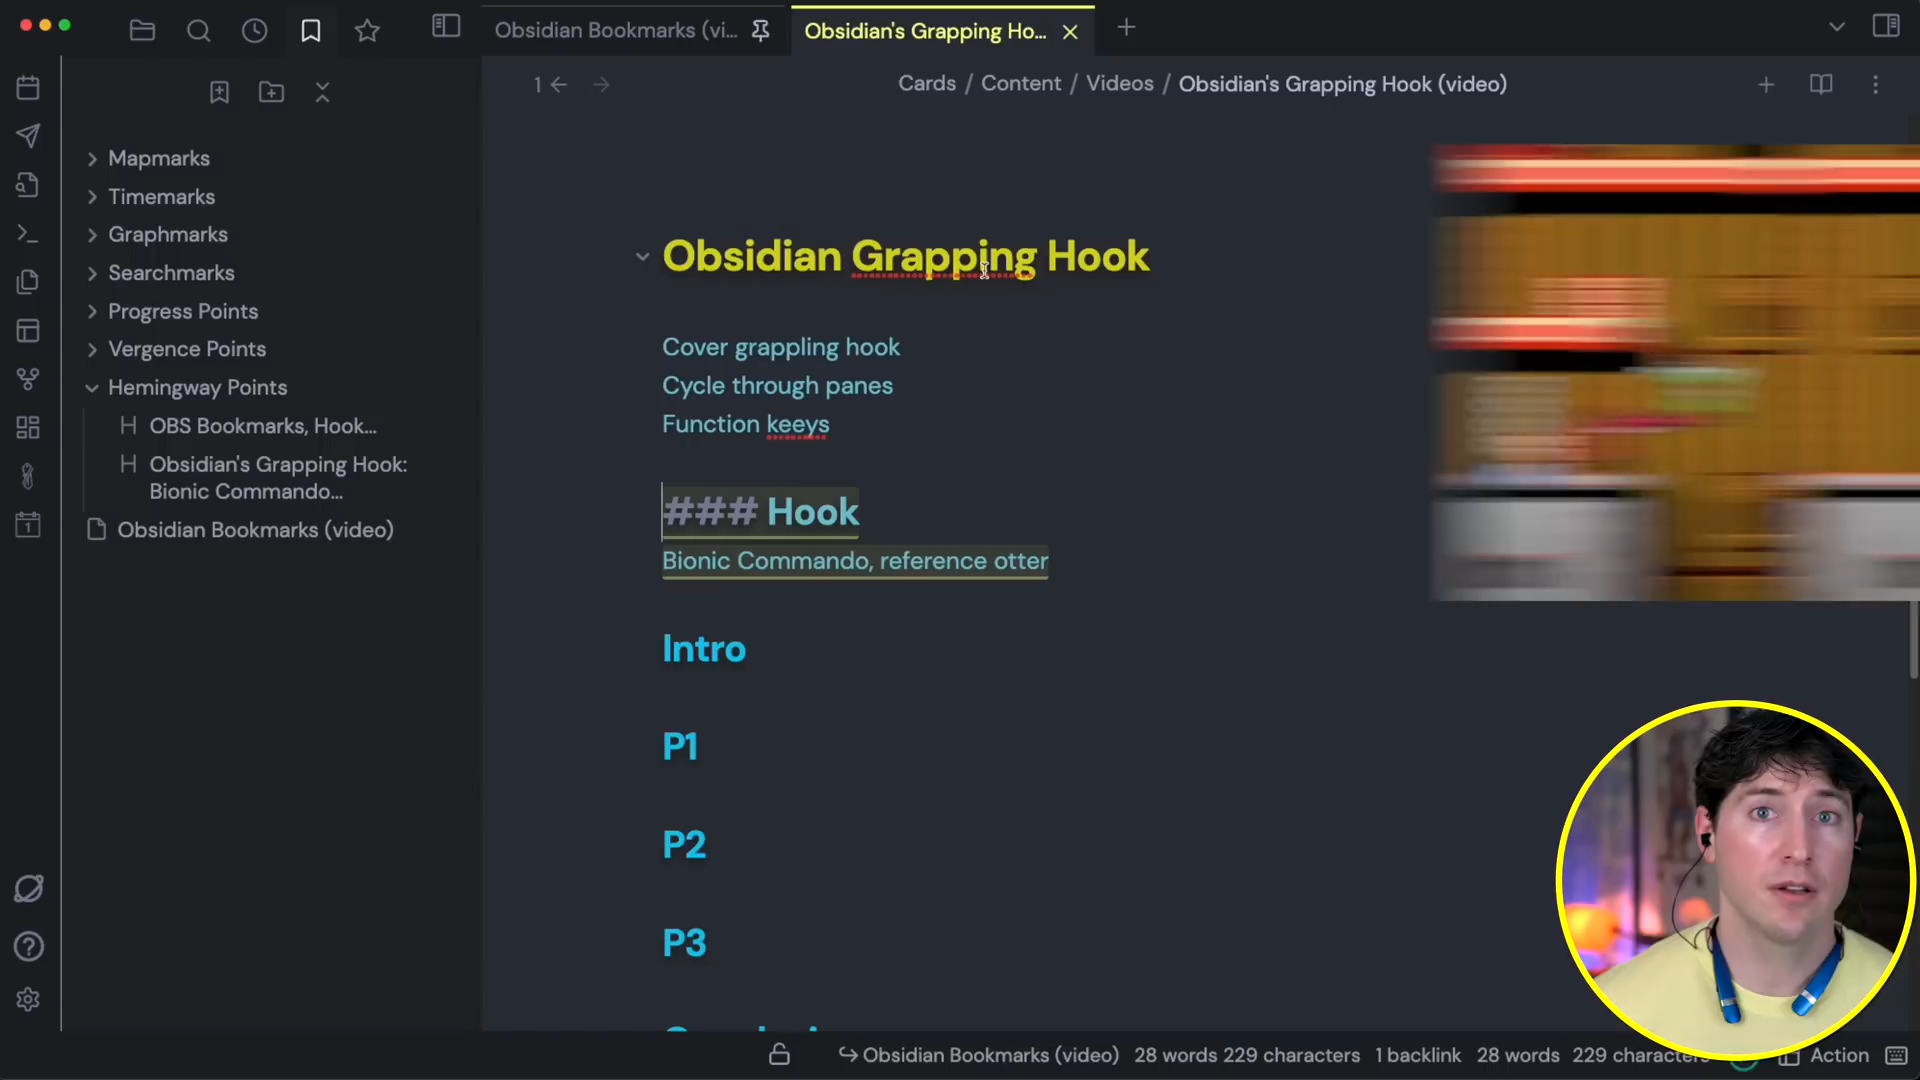 Obsidian Bookmarks (vi...
Obsidian's Grapping Ho...
1
Cards / Content / Videos / Obsidian's Grapping Hook (video)
Mapmarks
Timemarks
Graphmarks
Searchmarks
Progress Points
Vergence Points
Hemingway Points
H OBS Bookmarks, Hook...
H Obsidian's Grapping Hook:
Bionic Commando...
Obsidian Bookmarks (video)
Obsidian Grapping Hook
Cover grappling hook
Cycle through panes
Function keeys
### Hook
Bionic Commando, reference otter
Intro
P1
P2
P3
1
Obsidian Bookmarks (video) 28 words 229 characters 1 backlink 28 words 229 characters Action